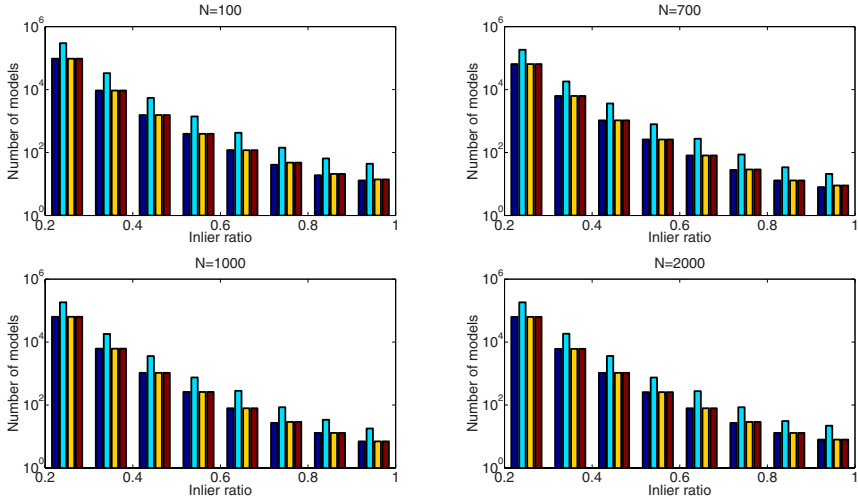 N=100
10^6
10^4
10^2
10^0
Number of models
0.2 0.4 0.6 0.8 1
Inlier ratio
N=700
10^6
10^4
10^2
10^0
Number of models
0.2 0.4 0.6 0.8 1
Inlier ratio
N=1000
10^6
10^4
10^2
10^0
Number of models
0.2 0.4 0.6 0.8 1
Inlier ratio
N=2000
10^6
10^4
10^2
10^0
Number of models
0.2 0.4 0.6 0.8 1
Inlier ratio